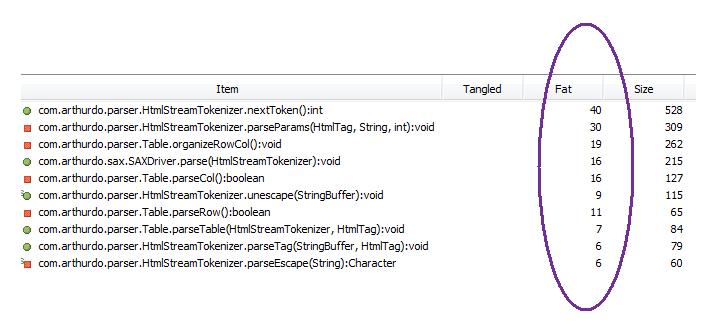 Item Tangled Fat Size
com.arthurdo.parser.HtmlStreamTokenizer.nextToken():int 40 528
com.arthurdo.parser.HtmlStreamTokenizer.parseParams(HtmlTag, String, int):void 30 309
com.arthurdo.parser.Table.organizeRowCol():void 19 262
com.arthurdo.sax.SAXDriver.parse(HtmlStreamTokenizer):void 16 215
com.arthurdo.parser.Table.parseCol():boolean 16 127
com.arthurdo.parser.HtmlStreamTokenizer.unescape(StringBuffer):void 9 115
com.arthurdo.parser.Table.parseRow():boolean 11 65
com.arthurdo.parser.Table.parseTable(HtmlStreamTokenizer, HtmlTag):void 7 84
com.arthurdo.parser.HtmlStreamTokenizer.parseTag(StringBuffer, HtmlTag):void 6 79
com.arthurdo.parser.HtmlStreamTokenizer.parseEscape(String):Character 6 60